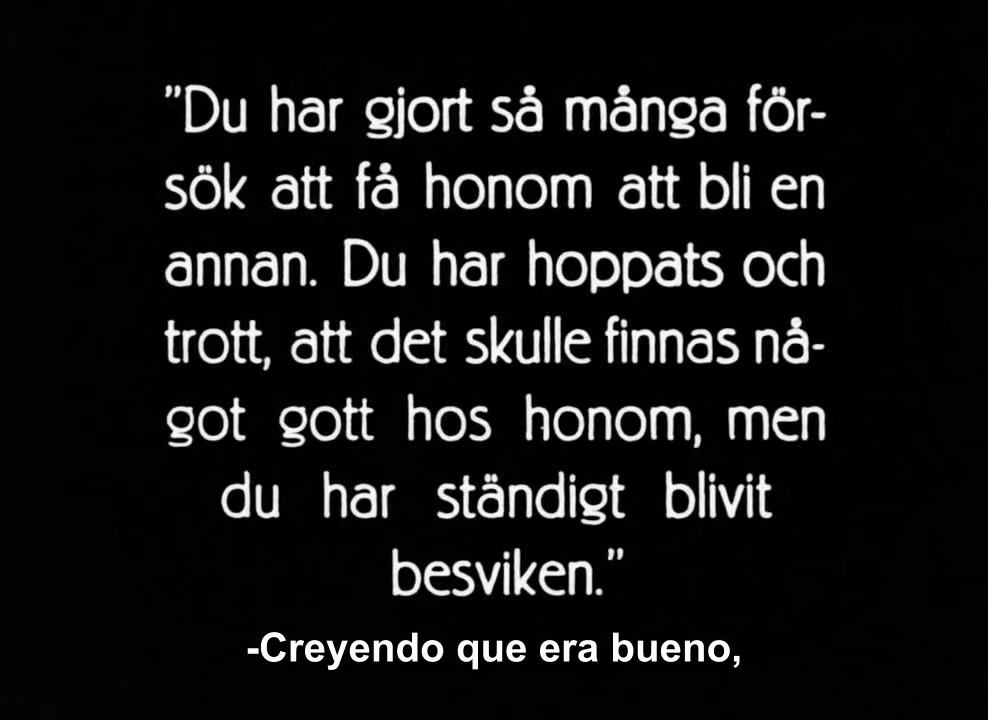 "Du har gjort så många för-
sök att få honom att bli en
annan. Du har hoppats och
trott, att det skulle finnas nå-
got gott hos honom, men
du har ständigt blivit
besviken."
-Creyendo que era bueno,